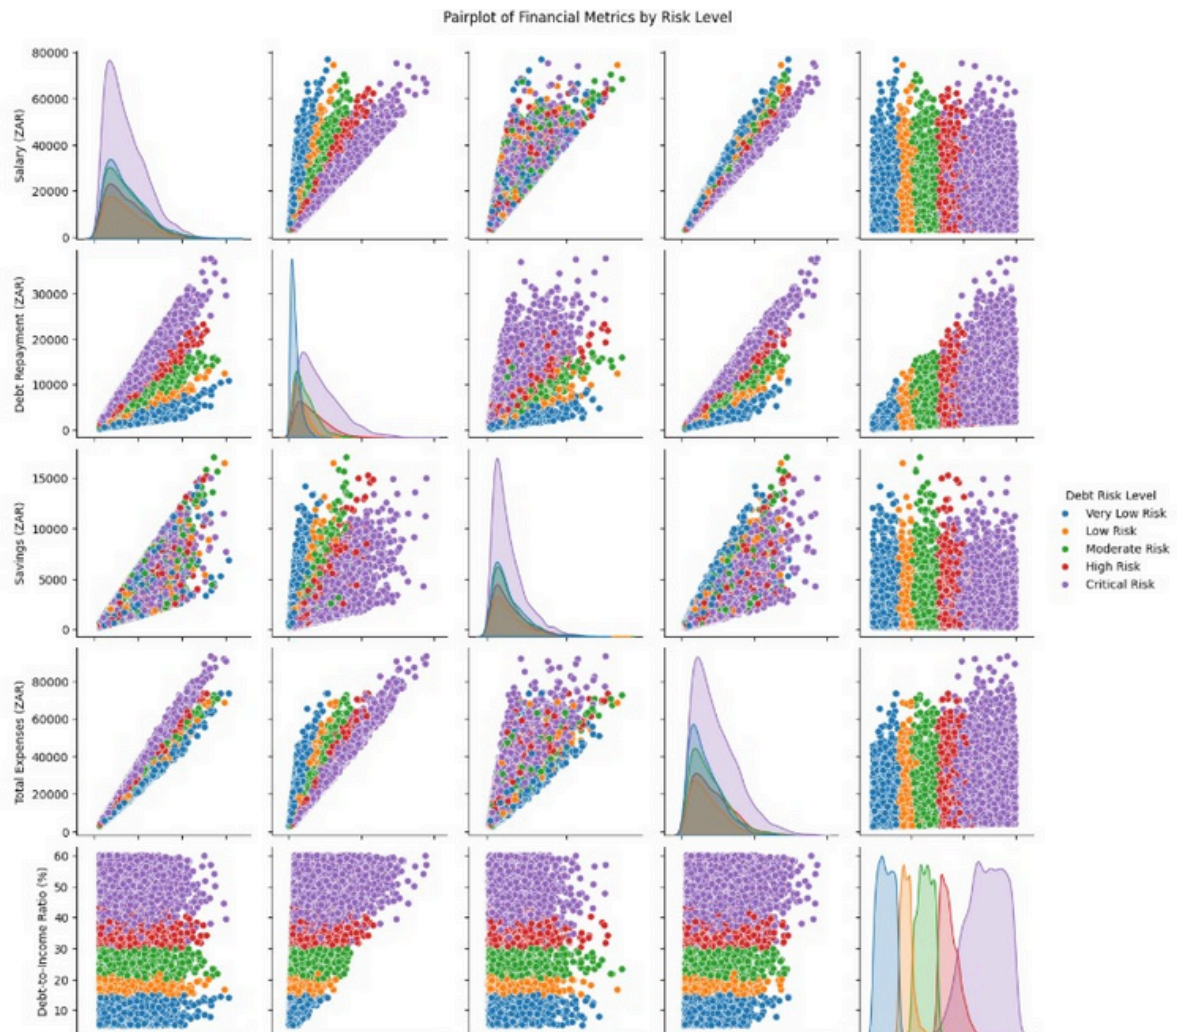 Pairplot of Financial Metrics by Risk Level
80000
60000
40000
20000
0
Salary (ZAR)
30000
20000
10000
0
Debt Repayment (ZAR)
15000
10000
5000
0
Savings (ZAR)
Debt Risk Level
Very Low Risk
Low Risk
Moderate Risk
High Risk
Critical Risk
80000
60000
40000
20000
0
Total Expenses (ZAR)
60
50
40
30
20
10
Debt-to-Income Ratio (%)